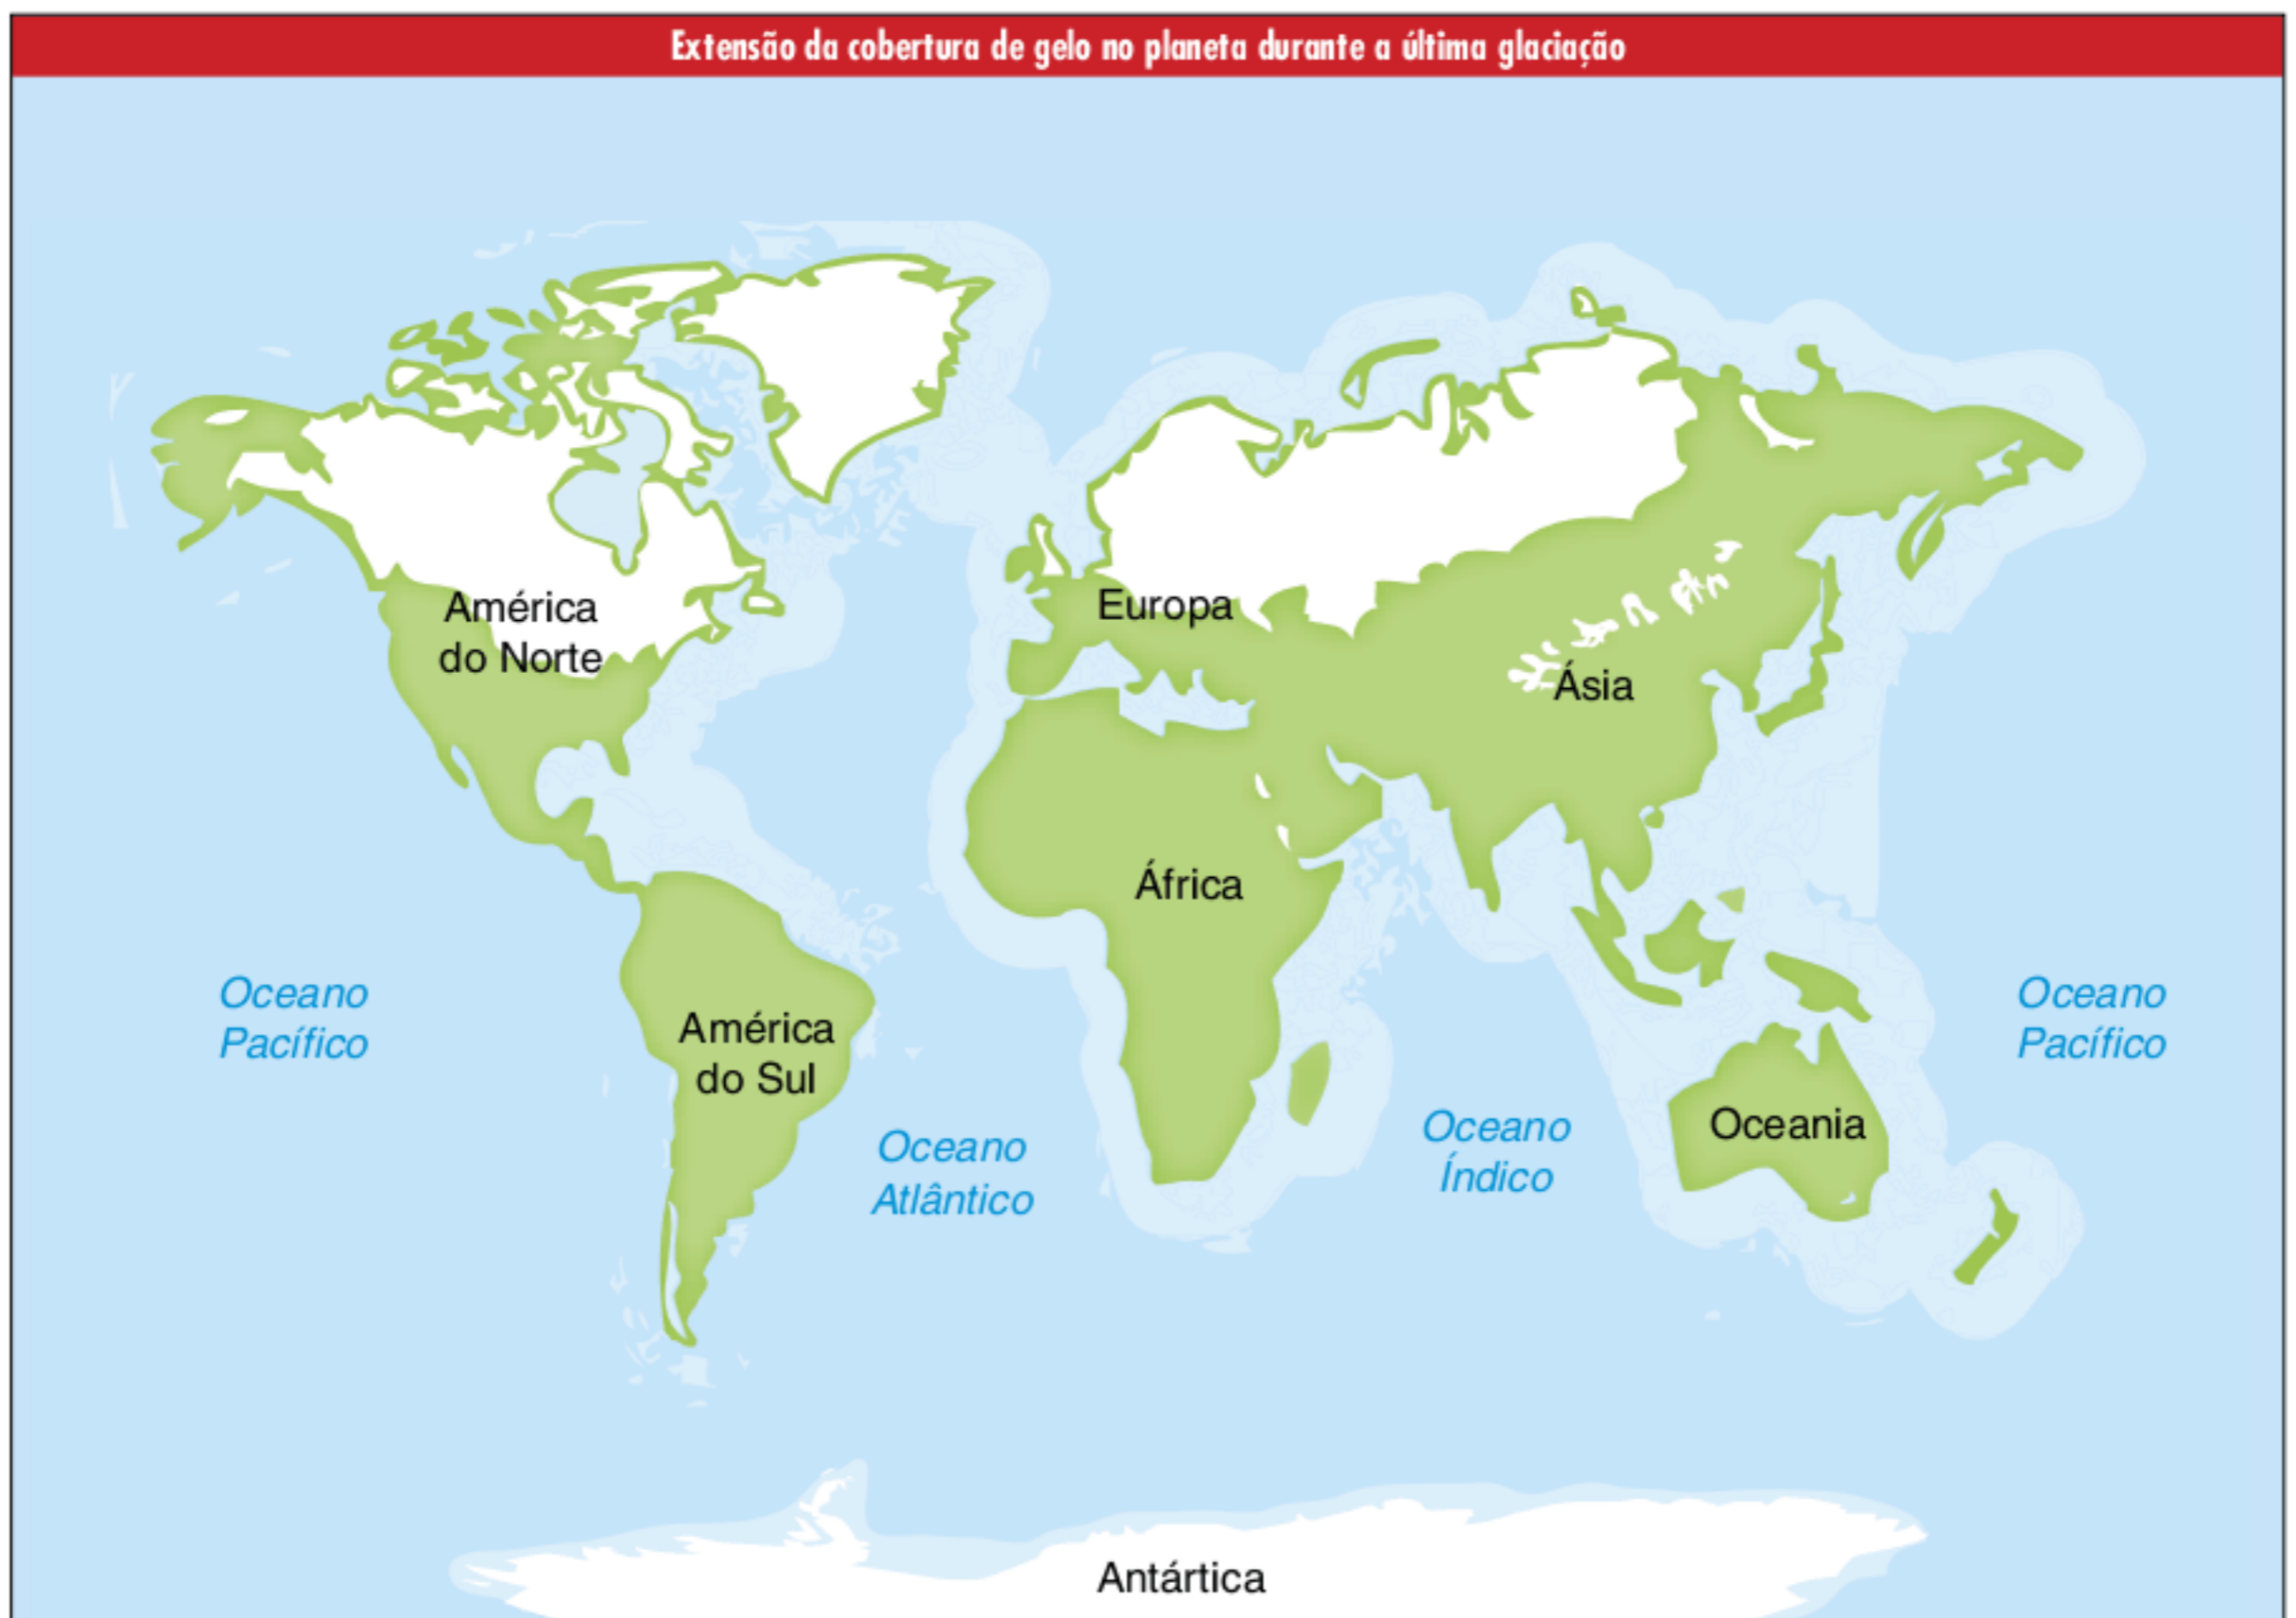 Extensão da cobertura de gelo no planeta durante a última glaciação
América
do Norte
Europa
Ásia
África
Oceano
Pacífico
América
do Sul
Oceano
Atlântico
Oceano
Índico
Oceania
Oceano
Pacífico
Antártica